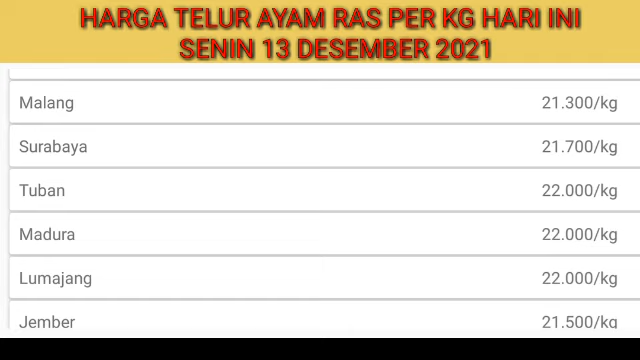 HARGA TELUR AYAM RAS PER KG HARI INI
SENIN 13 DESEMBER 2021
Malang 21.300/kg
Surabaya 21.700/kg
Tuban 22.000/kg
Madura 22.000/kg
Lumajang 22.000/kg
Jember 21.500/kg